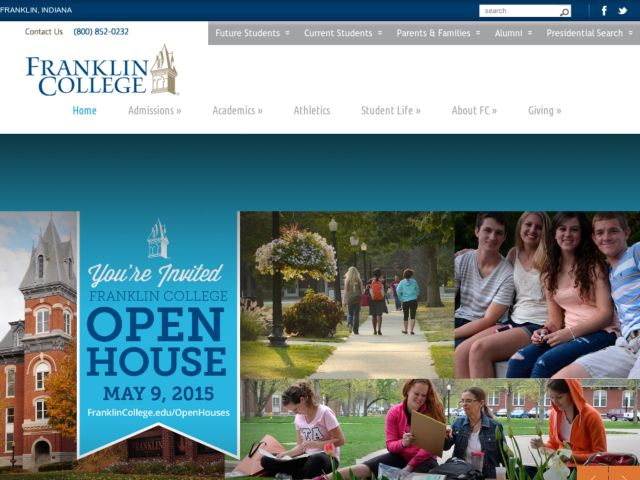 FRANKLIN, INDIANA
search
Contact Us (800) 852-0232
Future Students Current Students Parents & Families Alumni Presidential Search
FRANKLIN
COLLEGE
Home Admissions » Academics » Athletics Student Life » About FC » Giving »
You're Invited
FRANKLIN COLLEGE
OPEN
HOUSE
MAY 9, 2015
FranklinCollege.edu/OpenHouses